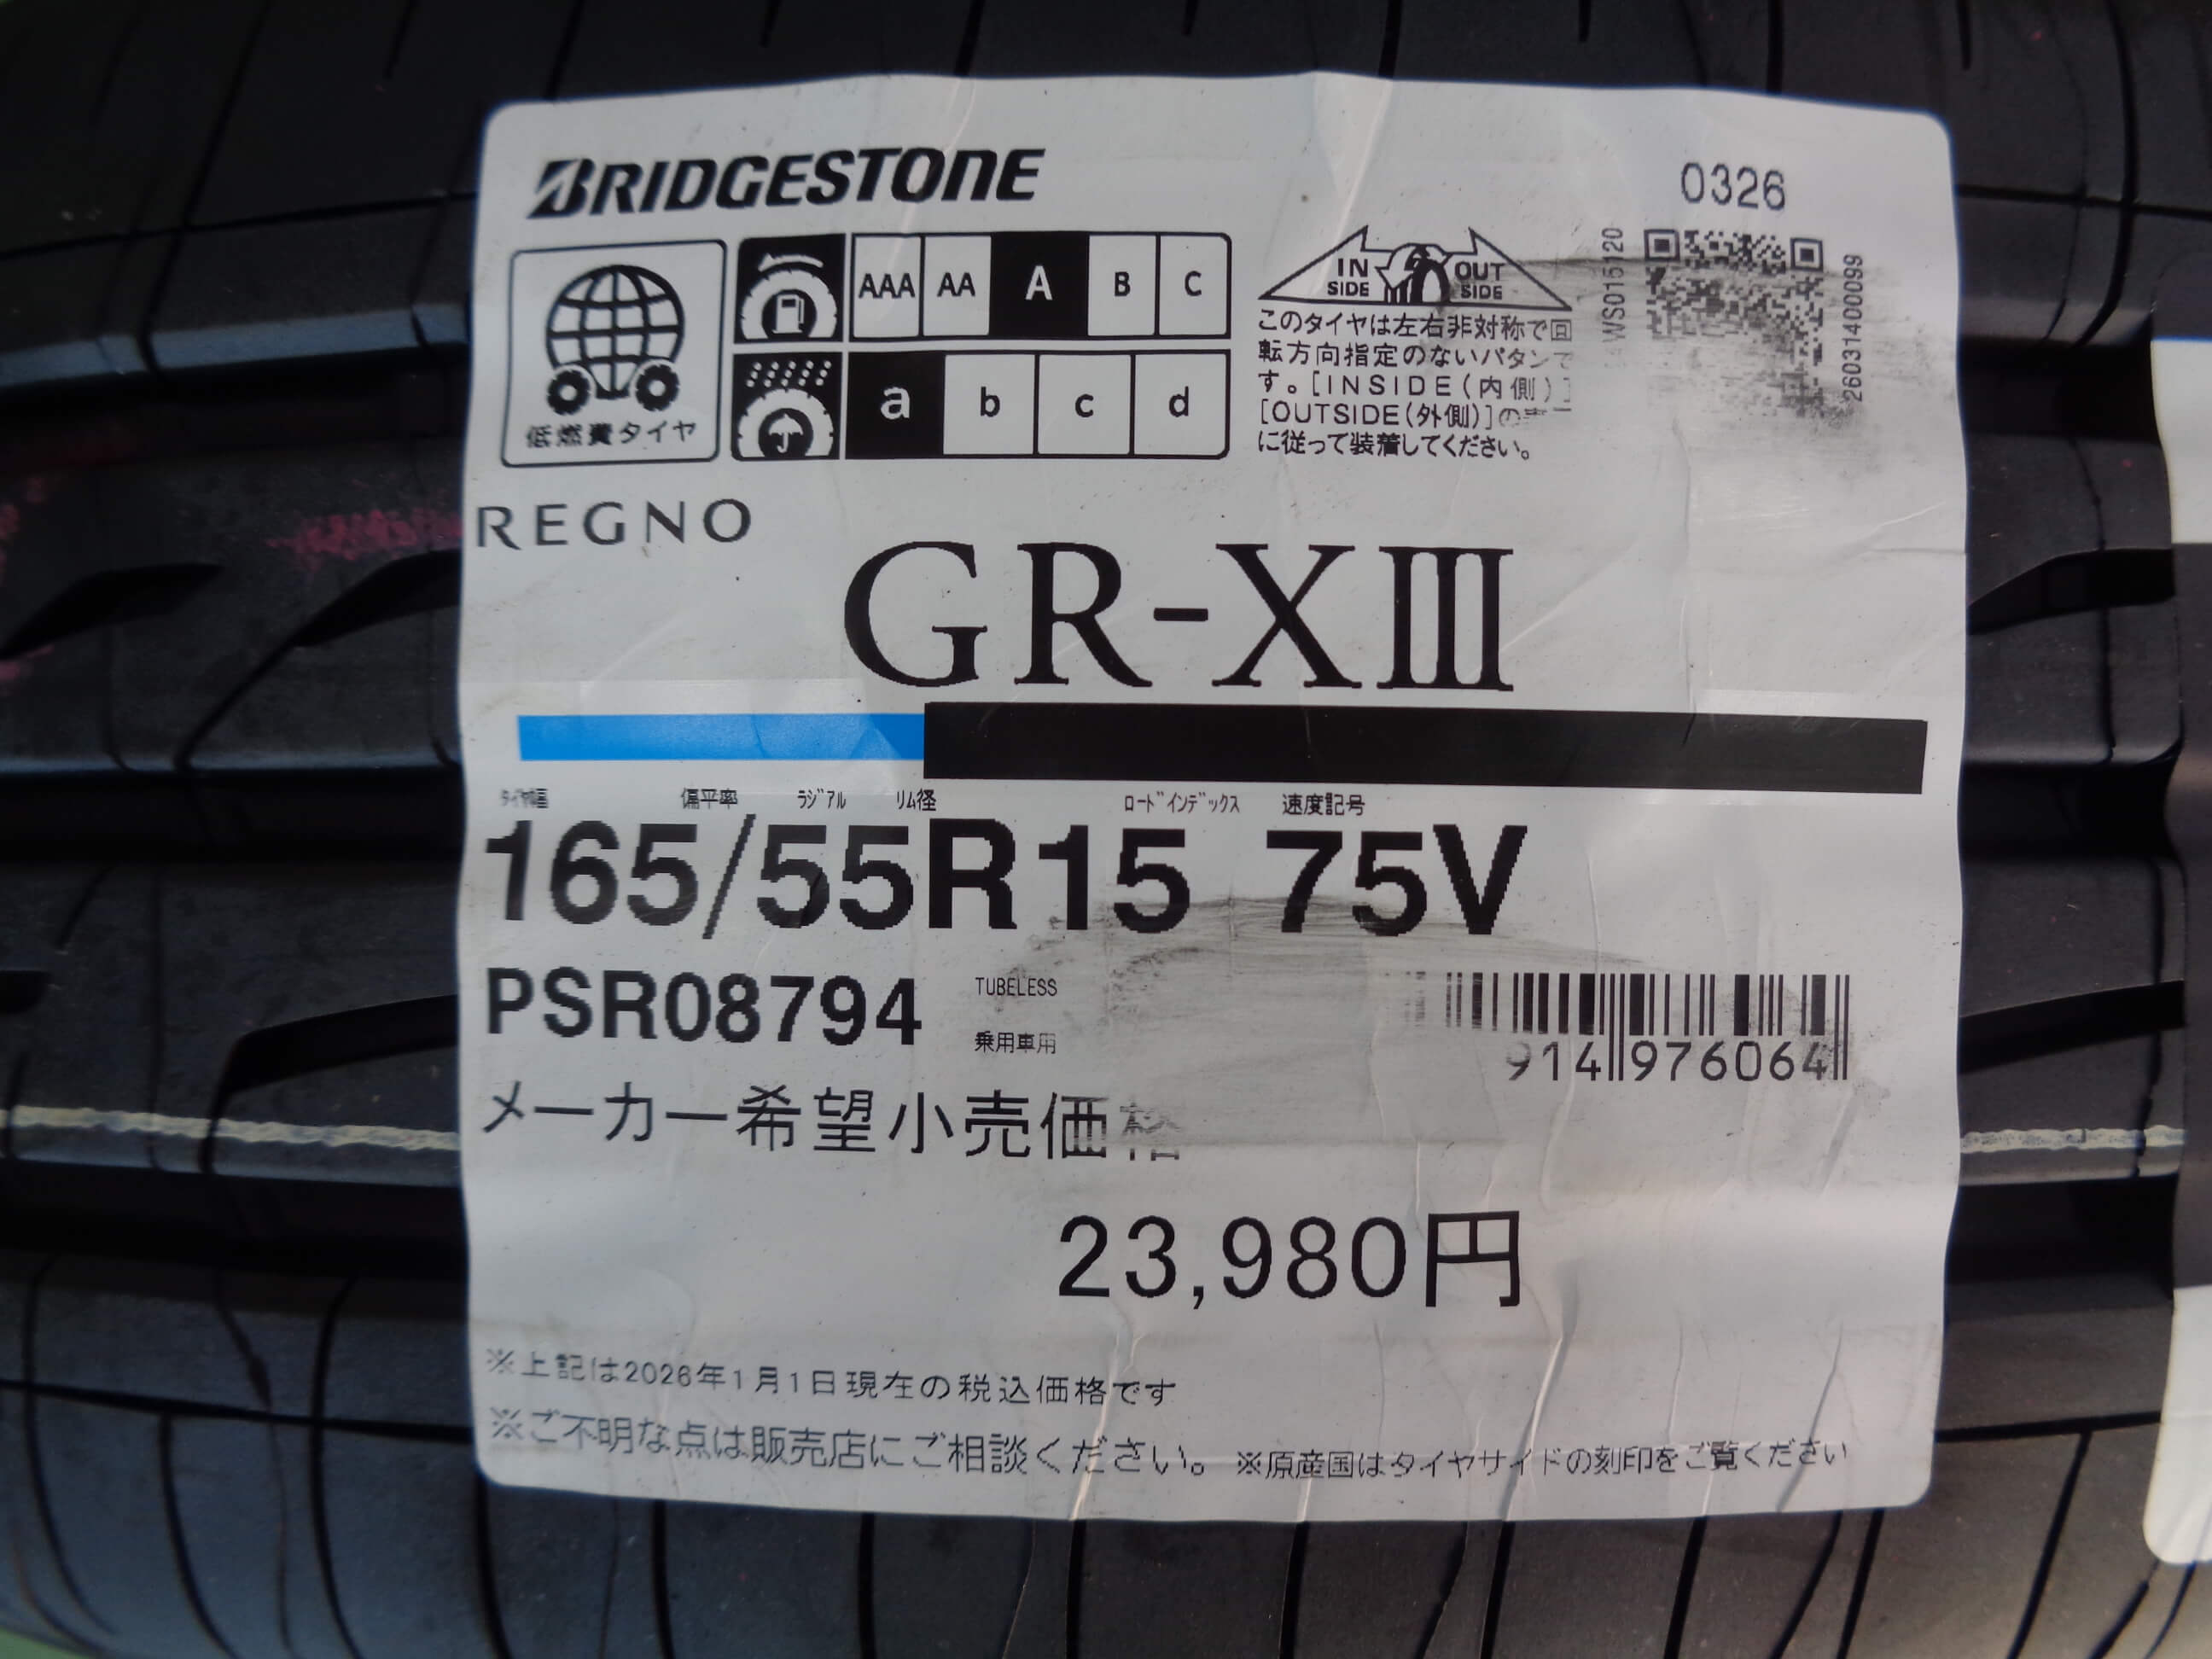 BRIDGESTONE
0326
低燃費タイヤ
AAA AA A B C
a b c d
IN SIDE OUT SIDE
このタイヤは左右非対称で回
転方向指定のないパタンで
す。[INSIDE(内側)]
[OUTSIDE(外側)]の
に従って装着してください。
26031400099
REGNO
GR-XIII
タイヤ幅 偏平率 ラジアル リム径 ロードインデックス 速度記号
165/55R15 75V
PSR08794
TUBELESS
乗用車用
914976064
メーカー希望小売価格
23,980円
※上記は2026年1月1日現在の税込価格です
※ご不明な点は販売店にご相談ください。 ※原産国はタイヤサイドの刻印をご覧ください